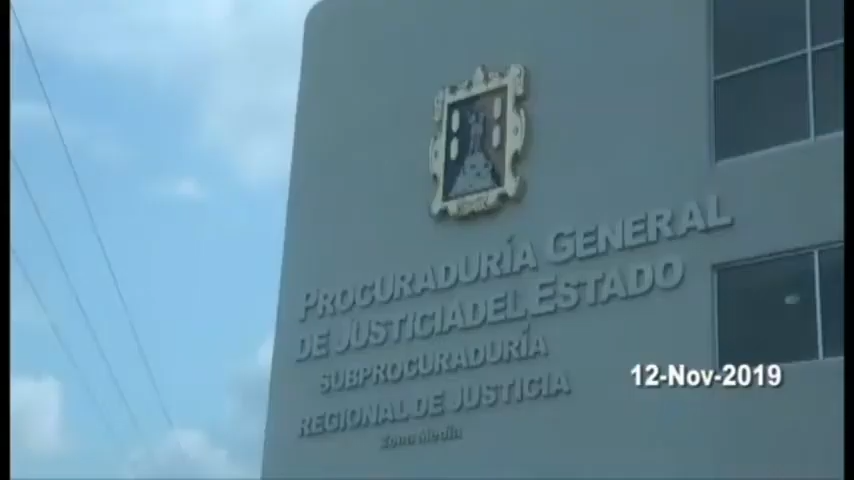 PROCURADURÍA GENERAL
DE JUSTICIA DEL ESTADO
SUBPROCURADURÍA
REGIONAL DE JUSTICIA
Zona Media
12-Nov-2019